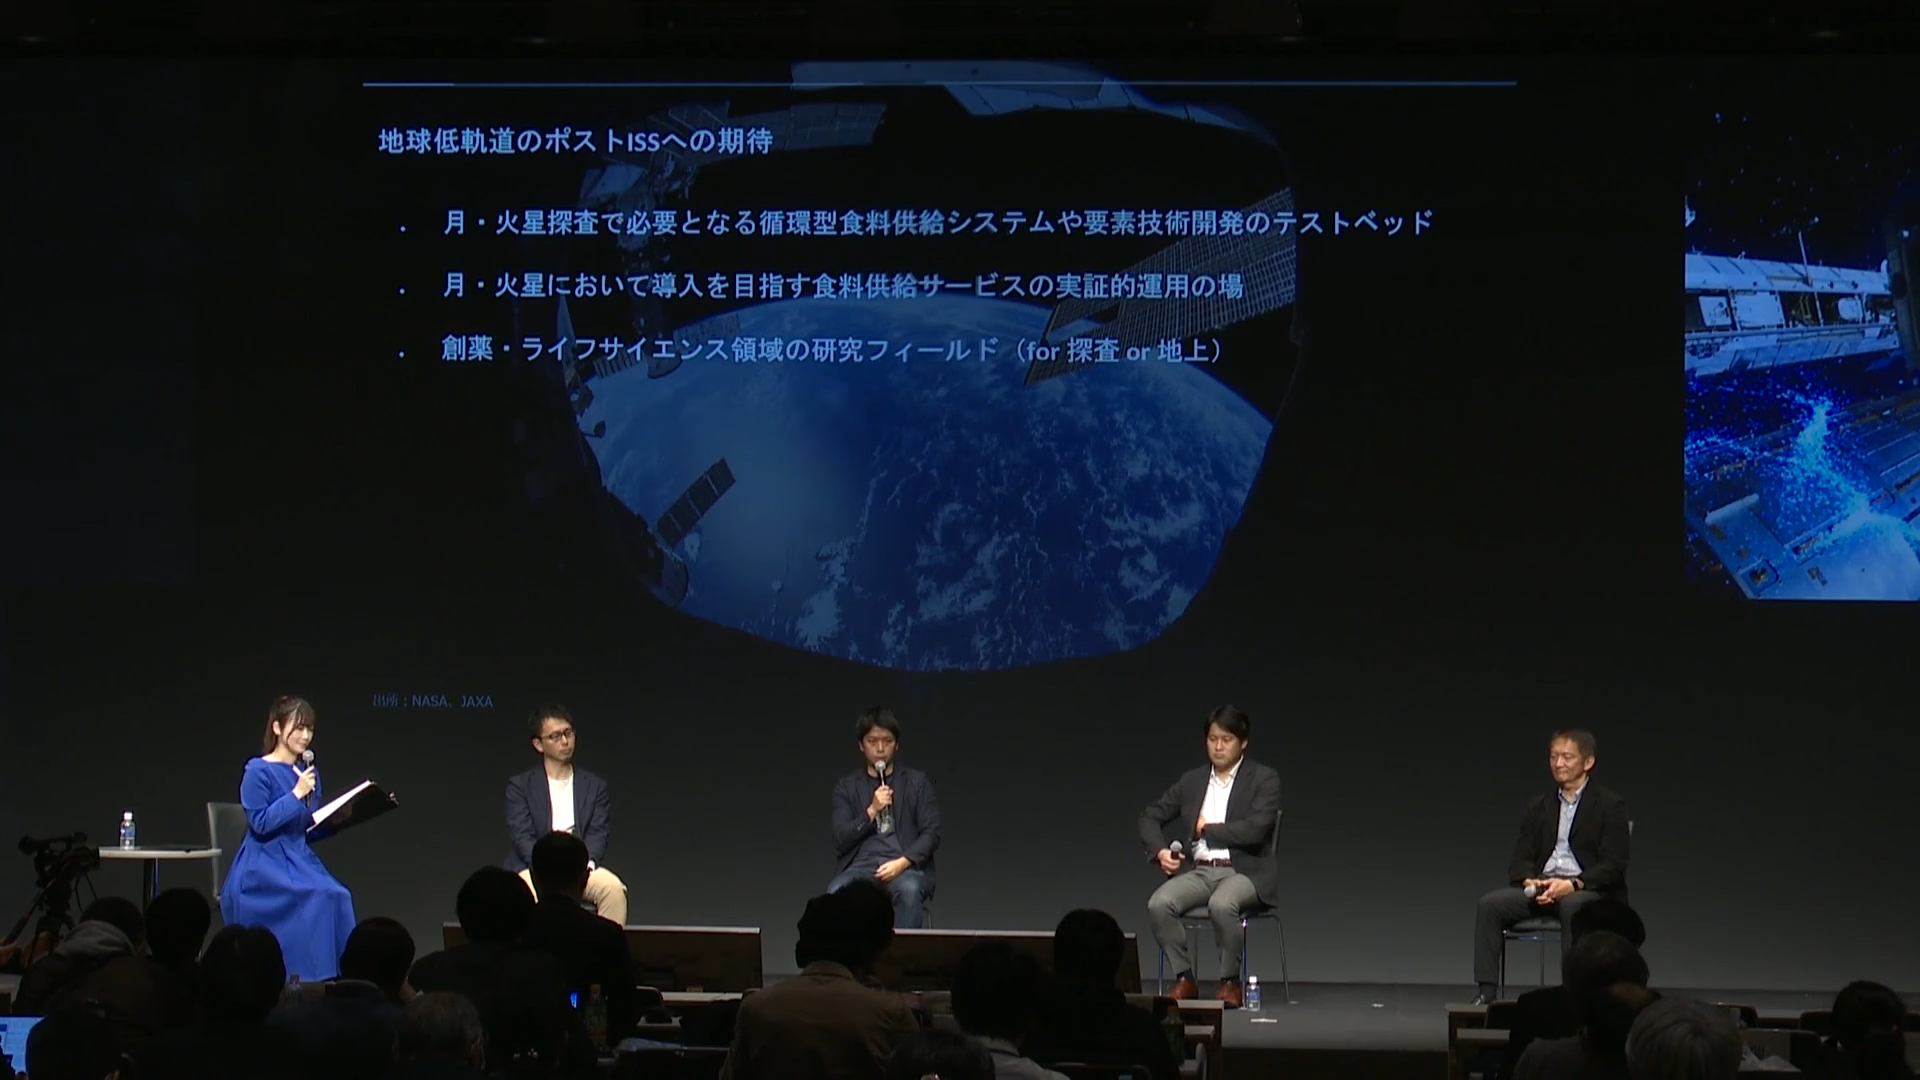 地球低軌道のポストISSへの期待
. 月・火星探査で必要となる循環型食料供給システムや要素技術開発のテストベッド
. 月・火星において導入を目指す食料供給サービスの実証的運用の場
. 創薬・ライフサイエンス領域の研究フィールド（for 探査 or 地上）
出所：NASA、JAXA